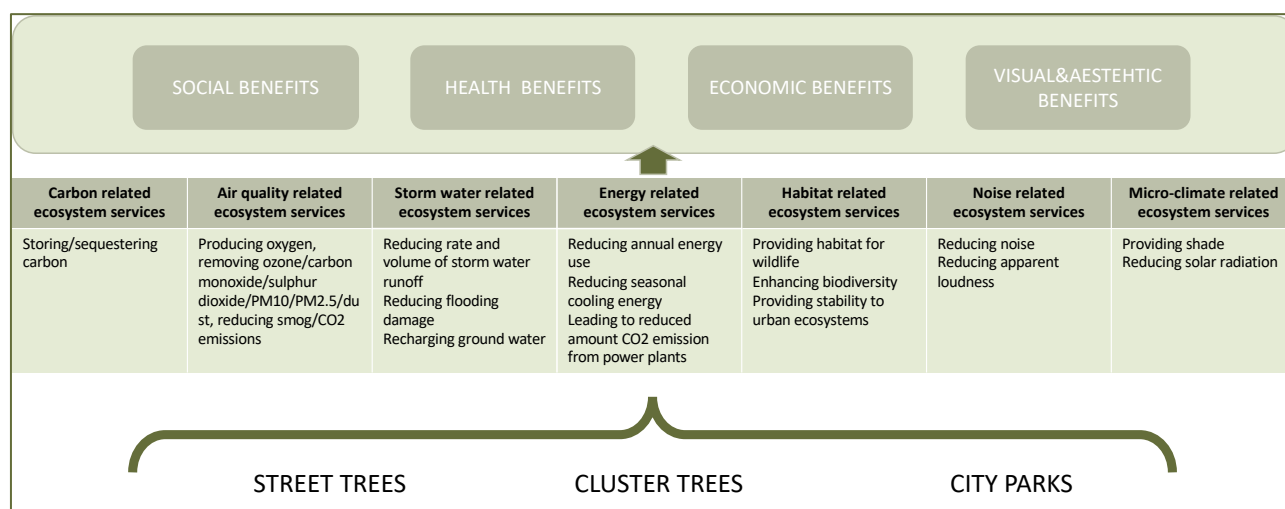 SOCIAL BENEFITS
HEALTH BENEFITS
ECONOMIC BENEFITS
VISUAL&AESTEHTIC
BENEFITS
Carbon related
ecosystem services
Air quality related
ecosystem services
Storm water related
ecosystem services
Energy related
ecosystem services
Habitat related
ecosystem services
Noise related
ecosystem services
Micro-climate related
ecosystem services
Storing/sequestering
carbon
Producing oxygen,
removing ozone/carbon
monoxide/sulphur
dioxide/PM10/PM2.5/du
st, reducing smog/CO2
emissions
Reducing rate and
volume of storm water
runoff
Reducing flooding
damage
Recharging ground water
Reducing annual energy
use
Reducing seasonal
cooling energy
Leading to reduced
amount CO2 emission
from power plants
Providing habitat for
wildlife
Enhancing biodiversity
Providing stability to
urban ecosystems
Reducing noise
Reducing apparent
loudness
Providing shade
Reducing solar radiation
STREET TREES
CLUSTER TREES
CITY PARKS